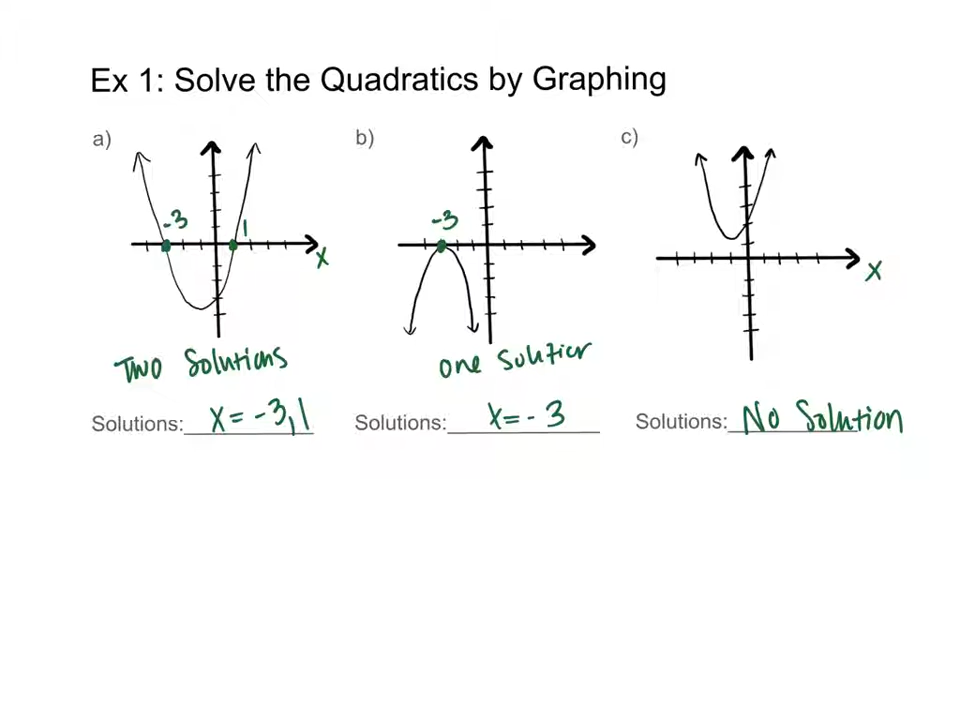 Ex 1: Solve the Quadratics by Graphing
a)
b)
c)
-3
1
X
-3
X
Two Solutions
one solution
Solutions: X = -3, 1
Solutions: X = -3
Solutions: No Solution